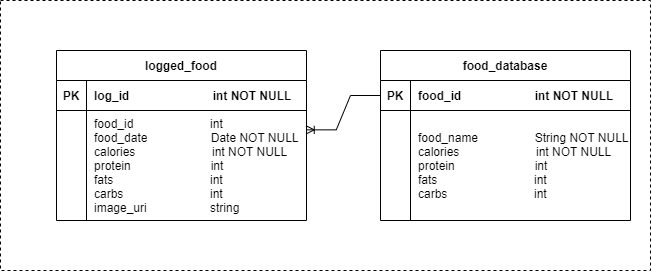 logged_food
PK log_id int NOT NULL
food_id int
food_date Date NOT NULL
calories int NOT NULL
protein int
fats int
carbs int
image_uri string
food_database
PK food_id int NOT NULL
food_name String NOT NULL
calories int NOT NULL
protein int
fats int
carbs int